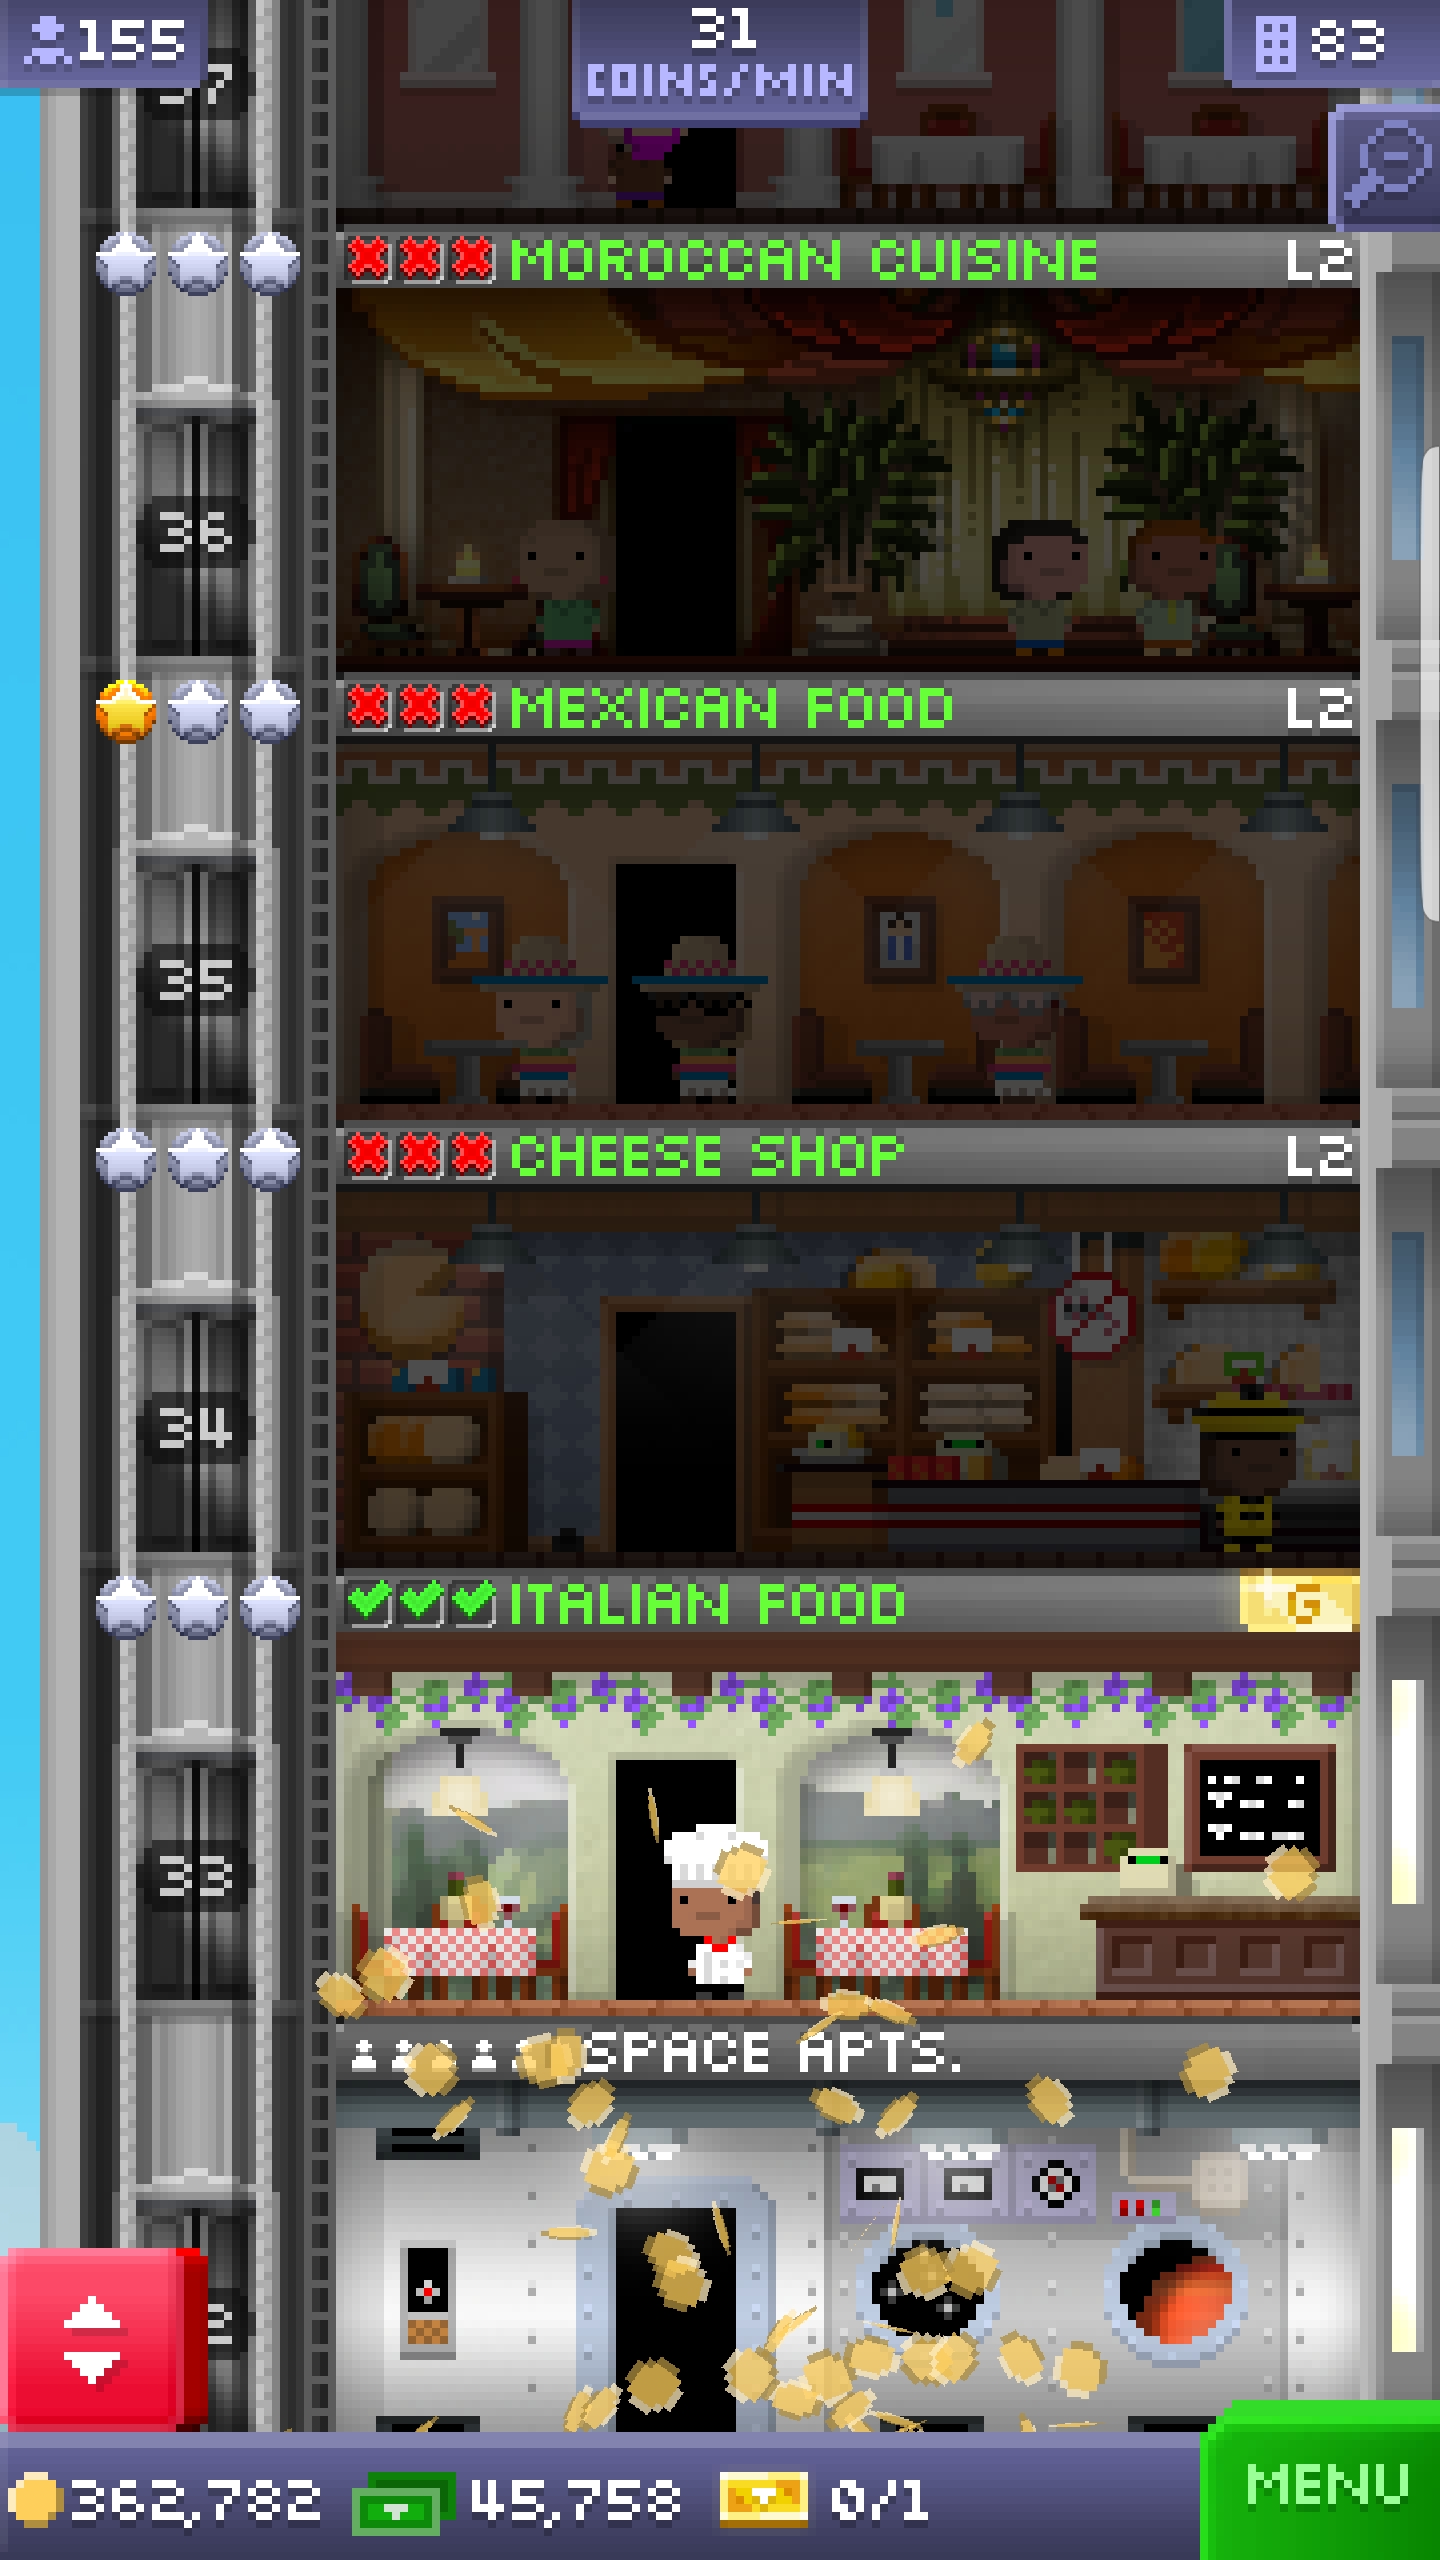 155
31
COINS/MIN
83
MOROCCAN CUISINE L2
36
MEXICAN FOOD L2
35
CHEESE SHOP L2
34
ITALIAN FOOD G
33
SPACE APTS.
362,782 45,758 0/1
MENU